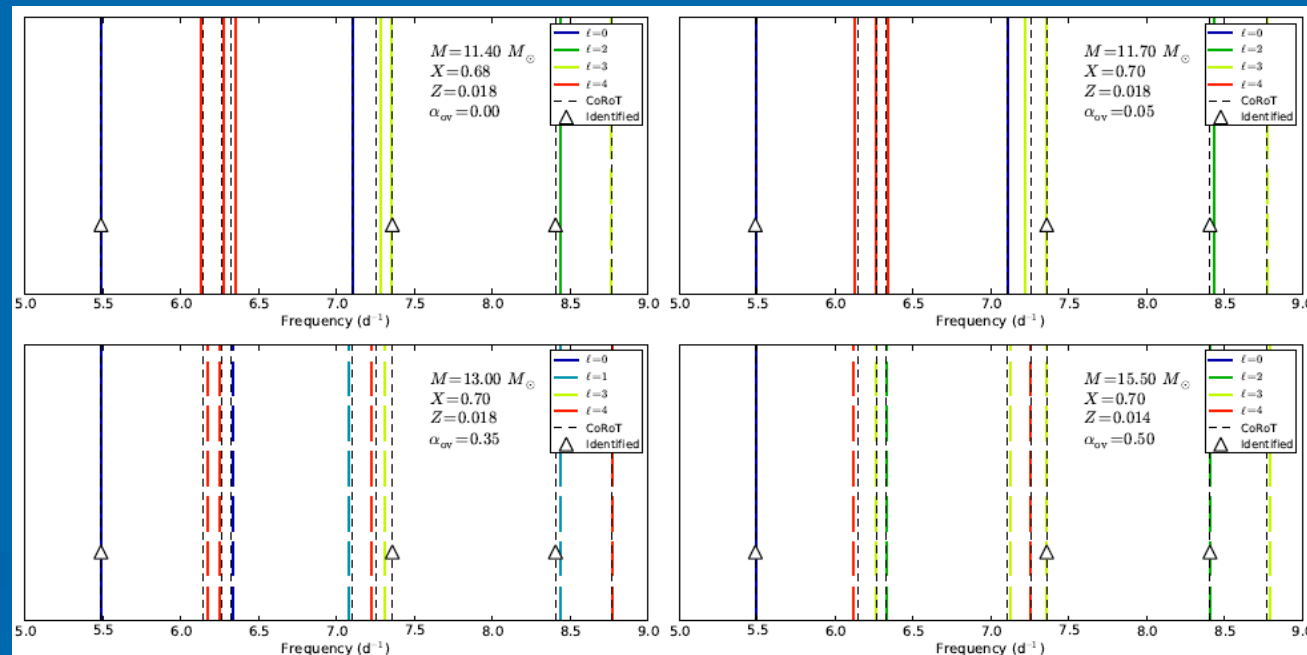 M=11.40 M☉
X=0.68
Z=0.018
αov=0.00
ℓ=0
ℓ=2
ℓ=3
ℓ=4
CoRoT
Identified
5.0 5.5 6.0 6.5 7.0 7.5 8.0 8.5 9.0
Frequency (d⁻¹)
M=11.70 M☉
X=0.70
Z=0.018
αov=0.05
ℓ=0
ℓ=2
ℓ=3
ℓ=4
CoRoT
Identified
5.0 5.5 6.0 6.5 7.0 7.5 8.0 8.5 9.0
Frequency (d⁻¹)
M=13.00 M☉
X=0.70
Z=0.018
αov=0.35
ℓ=0
ℓ=1
ℓ=3
ℓ=4
CoRoT
Identified
5.0 5.5 6.0 6.5 7.0 7.5 8.0 8.5 9.0
Frequency (d⁻¹)
M=15.50 M☉
X=0.70
Z=0.014
αov=0.50
ℓ=0
ℓ=2
ℓ=3
ℓ=4
CoRoT
Identified
5.0 5.5 6.0 6.5 7.0 7.5 8.0 8.5 9.0
Frequency (d⁻¹)